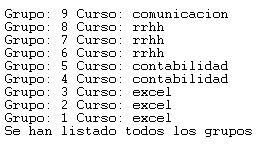 Grupo: 9 Curso: comunicacion
Grupo: 8 Curso: rrhh
Grupo: 7 Curso: rrhh
Grupo: 6 Curso: rrhh
Grupo: 5 Curso: contabilidad
Grupo: 4 Curso: contabilidad
Grupo: 3 Curso: excel
Grupo: 2 Curso: excel
Grupo: 1 Curso: excel
Se han listado todos los grupos